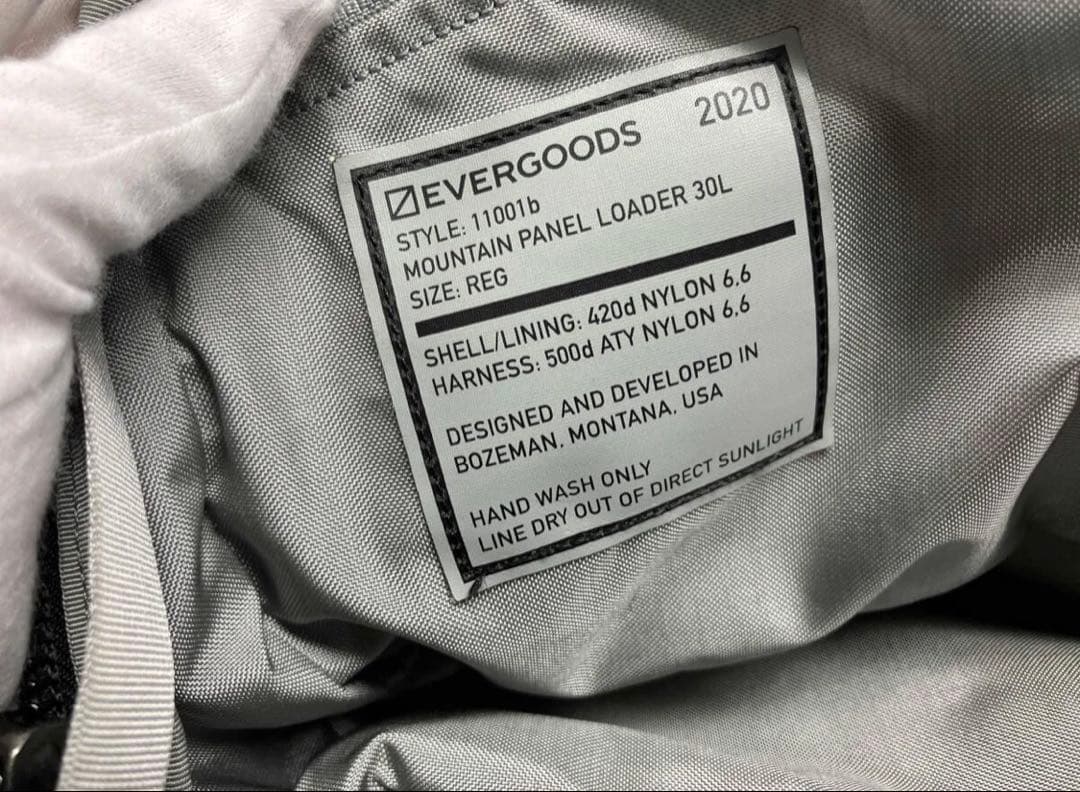 EVERGOODS 2020
STYLE: 11001b
MOUNTAIN PANEL LOADER 30L
SIZE: REG
SHELL/LINING: 420d NYLON 6,6
HARNESS: 500d ATY NYLON 6,6
DESIGNED AND DEVELOPED IN
BOZEMAN, MONTANA, USA
HAND WASH ONLY
LINE DRY OUT OF DIRECT SUNLIGHT